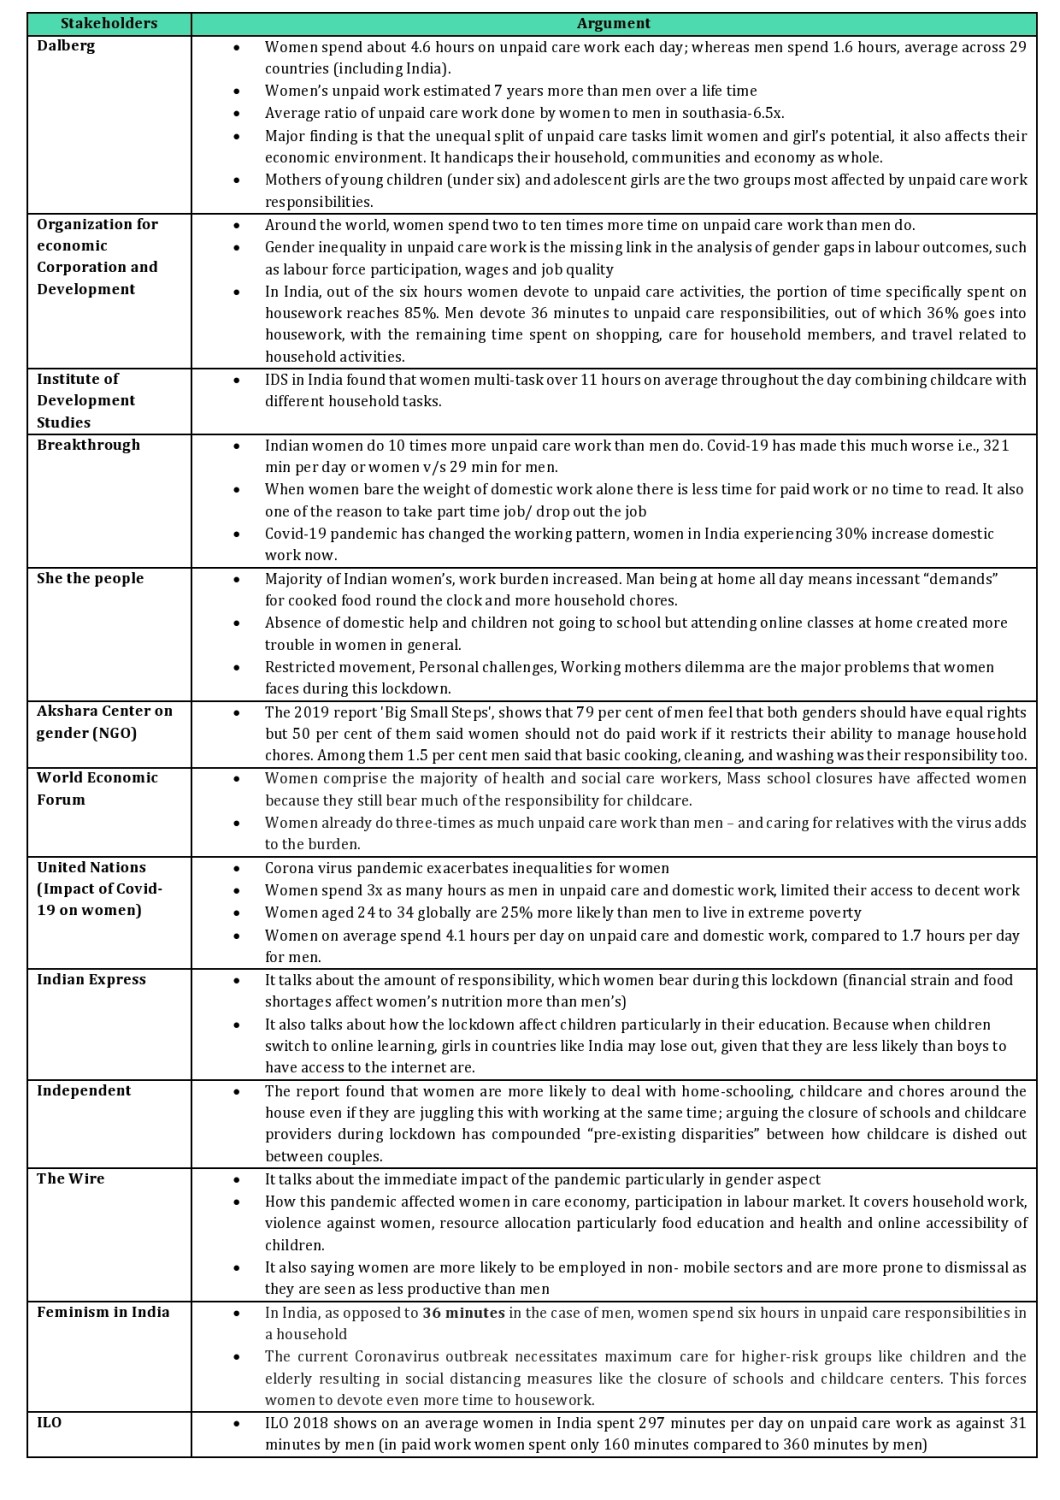 Stakeholders Argument
Dalberg
• Women spend about 4.6 hours on unpaid care work each day; whereas men spend 1.6 hours, average across 29
countries (including India).
• Women's unpaid work estimated 7 years more than men over a life time
• Average ratio of unpaid care work done by women to men in southasia-6.5x.
• Major finding is that the unequal split of unpaid care tasks limit women and girl's potential, it also affects their
economic environment. It handicaps their household, communities and economy as whole.
• Mothers of young children (under six) and adolescent girls are the two groups most affected by unpaid care work
responsibilities.
Organization for
economic
Corporation and
Development
• Around the world, women spend two to ten times more time on unpaid care work than men do.
• Gender inequality in unpaid care work is the missing link in the analysis of gender gaps in labour outcomes, such
as labour force participation, wages and job quality
• In India, out of the six hours women devote to unpaid care activities, the portion of time specifically spent on
housework reaches 85%. Men devote 36 minutes to unpaid care responsibilities, out of which 36% goes into
housework, with the remaining time spent on shopping, care for household members, and travel related to
household activities.
Institute of
Development
Studies
• IDS in India found that women multi-task over 11 hours on average throughout the day combining childcare with
different household tasks.
Breakthrough
• Indian women do 10 times more unpaid care work than men do. Covid-19 has made this much worse i.e., 321
min per day or women v/s 29 min for men.
• When women bare the weight of domestic work alone there is less time for paid work or no time to read. It also
one of the reason to take part time job/ drop out the job
• Covid-19 pandemic has changed the working pattern, women in India experiencing 30% increase domestic
work now.
She the people
• Majority of Indian women's, work burden increased. Man being at home all day means incessant “demands”
for cooked food round the clock and more household chores.
• Absence of domestic help and children not going to school but attending online classes at home created more
trouble in women in general.
• Restricted movement, Personal challenges, Working mothers dilemma are the major problems that women
faces during this lockdown.
Akshara Center on
gender (NGO)
• The 2019 report 'Big Small Steps', shows that 79 per cent of men feel that both genders should have equal rights
but 50 per cent of them said women should not do paid work if it restricts their ability to manage household
chores. Among them 1.5 per cent men said that basic cooking, cleaning, and washing was their responsibility too.
World Economic
Forum
• Women comprise the majority of health and social care workers, Mass school closures have affected women
because they still bear much of the responsibility for childcare.
• Women already do three-times as much unpaid care work than men – and caring for relatives with the virus adds
to the burden.
United Nations
(Impact of Covid-
19 on women)
• Corona virus pandemic exacerbates inequalities for women
• Women spend 3x as many hours as men in unpaid care and domestic work, limited their access to decent work
• Women aged 24 to 34 globally are 25% more likely than men to live in extreme poverty
• Women on average spend 4.1 hours per day on unpaid care and domestic work, compared to 1.7 hours per day
for men.
Indian Express
• It talks about the amount of responsibility, which women bear during this lockdown (financial strain and food
shortages affect women's nutrition more than men's)
• It also talks about how the lockdown affect children particularly in their education. Because when children
switch to online learning, girls in countries like India may lose out, given that they are less likely than boys to
have access to the internet are.
Independent
• The report found that women are more likely to deal with home-schooling, childcare and chores around the
house even if they are juggling this with working at the same time; arguing the closure of schools and childcare
providers during lockdown has compounded “pre-existing disparities” between how childcare is dished out
between couples.
The Wire
• It talks about the immediate impact of the pandemic particularly in gender aspect
• How this pandemic affected women in care economy, participation in labour market. It covers household work,
violence against women, resource allocation particularly food education and health and online accessibility of
children.
• It also saying women are more likely to be employed in non- mobile sectors and are more prone to dismissal as
they are seen as less productive than men
Feminism in India
• In India, as opposed to 36 minutes in the case of men, women spend six hours in unpaid care responsibilities in
a household
• The current Coronavirus outbreak necessitates maximum care for higher-risk groups like children and the
elderly resulting in social distancing measures like the closure of schools and childcare centers. This forces
women to devote even more time to housework.
ILO
• ILO 2018 shows on an average women in India spent 297 minutes per day on unpaid care work as against 31
minutes by men (in paid work women spent only 160 minutes compared to 360 minutes by men)